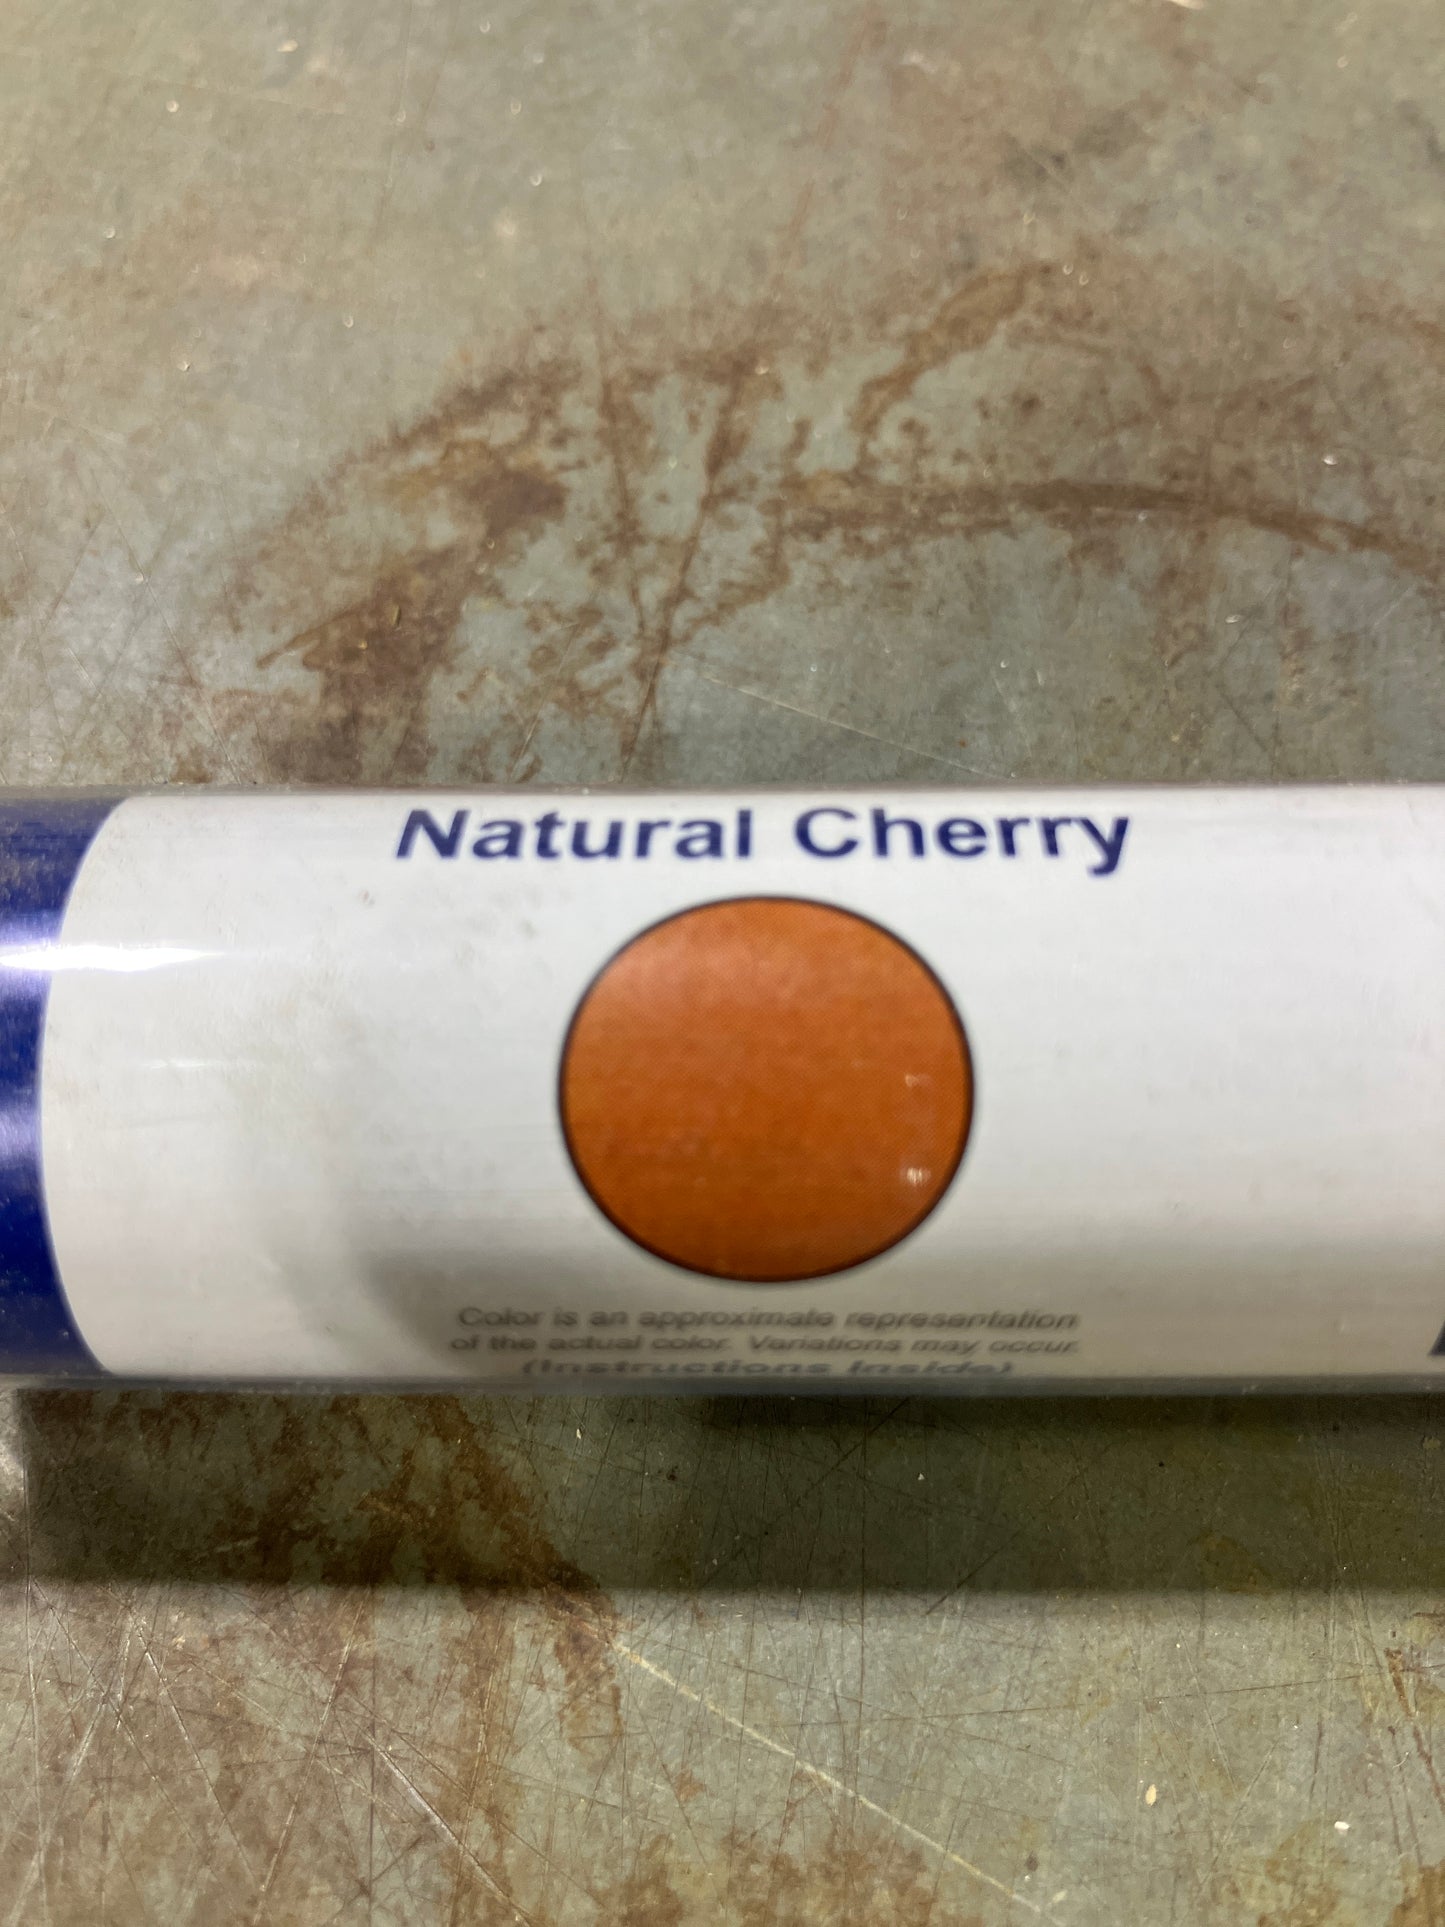 Natural Cherry
Color is an approximate representation
of the actual color. Variations may occur.
(Instructions Inside)